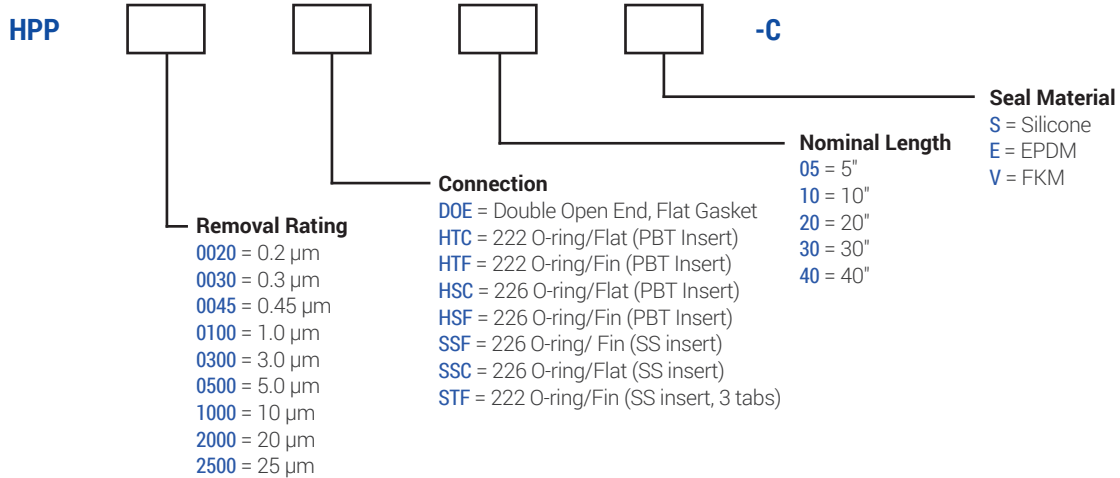 HPP -C
Removal Rating
0020 = 0.2 µm
0030 = 0.3 µm
0045 = 0.45 µm
0100 = 1.0 µm
0300 = 3.0 µm
0500 = 5.0 µm
1000 = 10 µm
2000 = 20 µm
2500 = 25 µm
Connection
DOE = Double Open End, Flat Gasket
HTC = 222 O-ring/Flat (PBT Insert)
HTF = 222 O-ring/Fin (PBT Insert)
HSC = 226 O-ring/Flat (PBT Insert)
HSF = 226 O-ring/Fin (PBT Insert)
SSF = 226 O-ring/ Fin (SS insert)
SSC = 226 O-ring/Flat (SS insert)
STF = 222 O-ring/Fin (SS insert, 3 tabs)
Nominal Length
05 = 5"
10 = 10"
20 = 20"
30 = 30"
40 = 40"
Seal Material
S = Silicone
E = EPDM
V = FKM